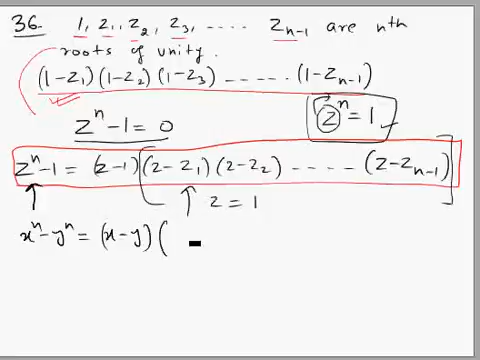 36. 1, z₁, z₂, z₃, .... zₙ₋₁ are nth
roots of unity.
(1-z₁)(1-z₂)(1-z₃) ...... (1-zₙ₋₁)
zⁿ-1=0
zⁿ=1
zⁿ-1 = (z-1)(z-z₁)(z-z₂) ...... (z-zₙ₋₁)
z=1
xⁿ-yⁿ = (x-y)(